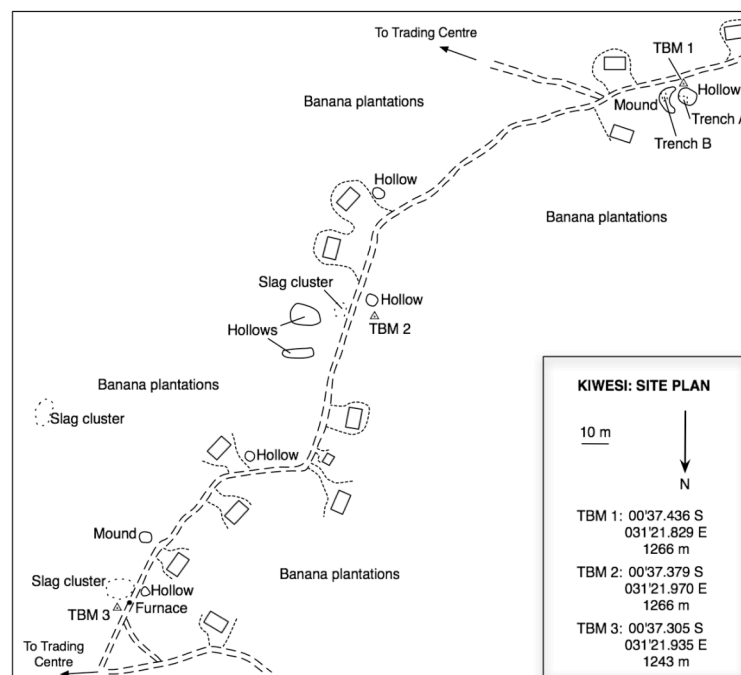 To Trading Centre
TBM 1
Hollow
Mound
Trench A
Trench B
Banana plantations
Hollow
Banana plantations
Slag cluster
Hollow
Hollows
TBM 2
Banana plantations
Slag cluster
Hollow
Mound
Banana plantations
Slag cluster
Hollow
Furnace
TBM 3
To Trading
Centre
KIWESI: SITE PLAN
10 m
N
TBM 1: 00'37.436 S
031'21.829 E
1266 m
TBM 2: 00'37.379 S
031'21.970 E
1266 m
TBM 3: 00'37.305 S
031'21.935 E
1243 m